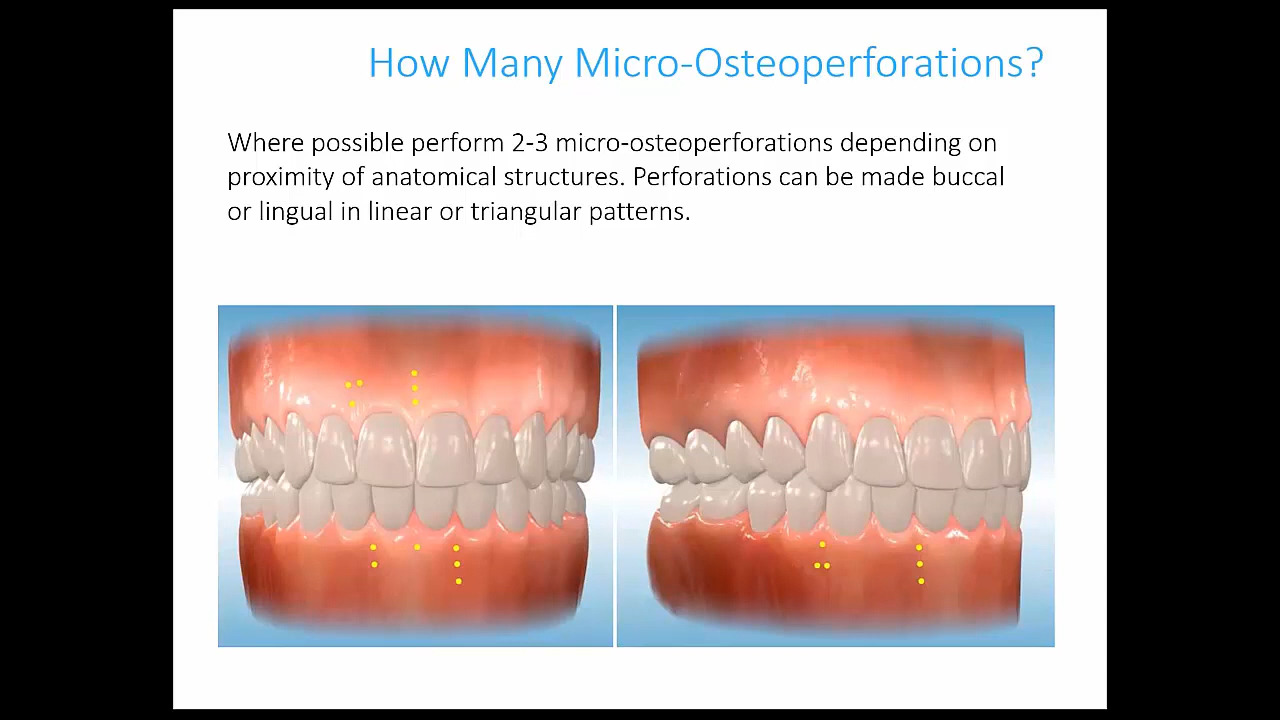 How Many Micro-Osteoperforations?
Where possible perform 2-3 micro-osteoperforations depending on
proximity of anatomical structures. Perforations can be made buccal
or lingual in linear or triangular patterns.